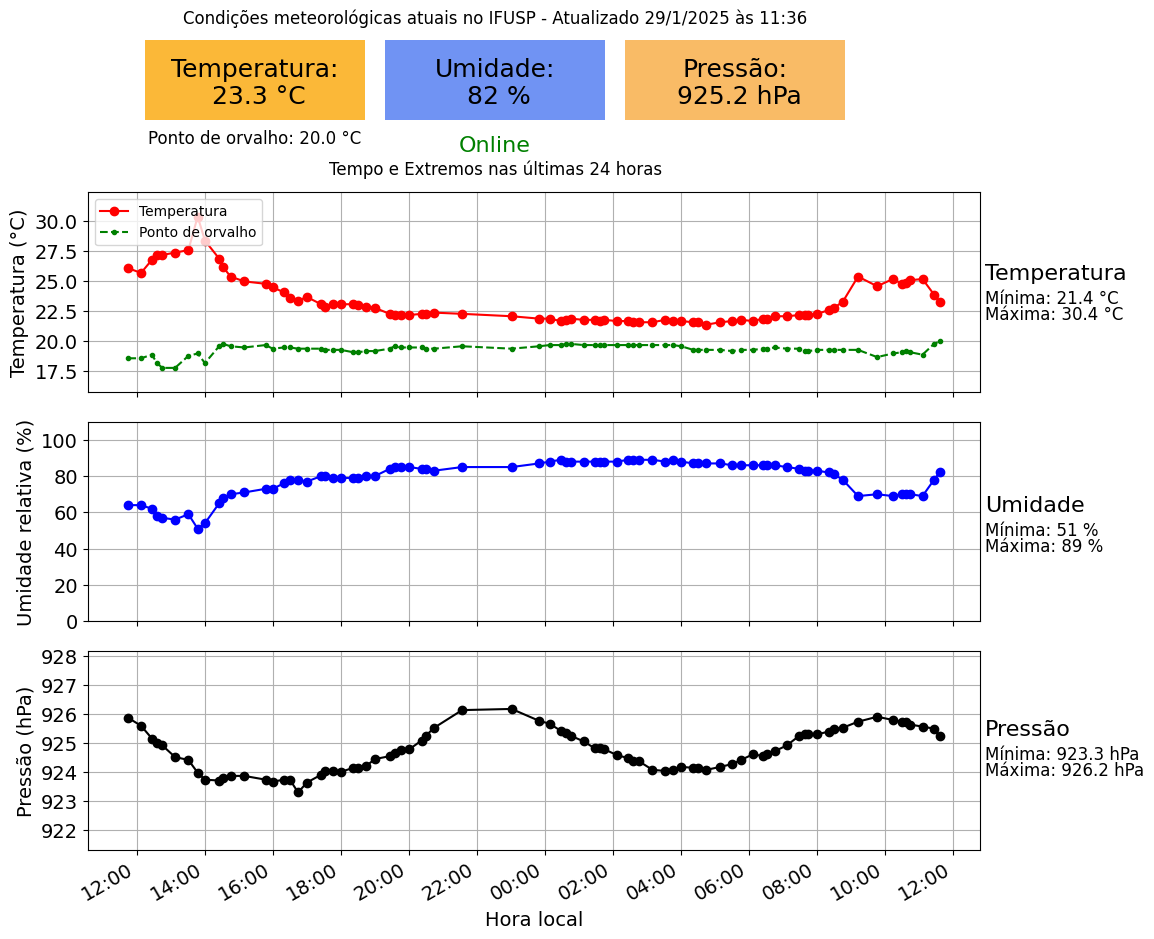 Condições meteorológicas atuais no IFUSP - Atualizado 29/1/2025 às 11:36
Temperatura:
23.3 °C
Umidade:
82 %
Pressão:
925.2 hPa
Ponto de orvalho: 20.0 °C
Online
Tempo e Extremos nas últimas 24 horas
Temperatura (°C)
30.0
27.5
25.0
22.5
20.0
17.5
Temperatura
Ponto de orvalho
Temperatura
Mínima: 21.4 °C
Máxima: 30.4 °C
Umidade relativa (%)
100
80
60
40
20
0
Umidade
Mínima: 51 %
Máxima: 89 %
Pressão (hPa)
928
927
926
925
924
923
922
Pressão
Mínima: 923.3 hPa
Máxima: 926.2 hPa
12:00
14:00
16:00
18:00
20:00
22:00
00:00
02:00
04:00
06:00
08:00
10:00
12:00
Hora local